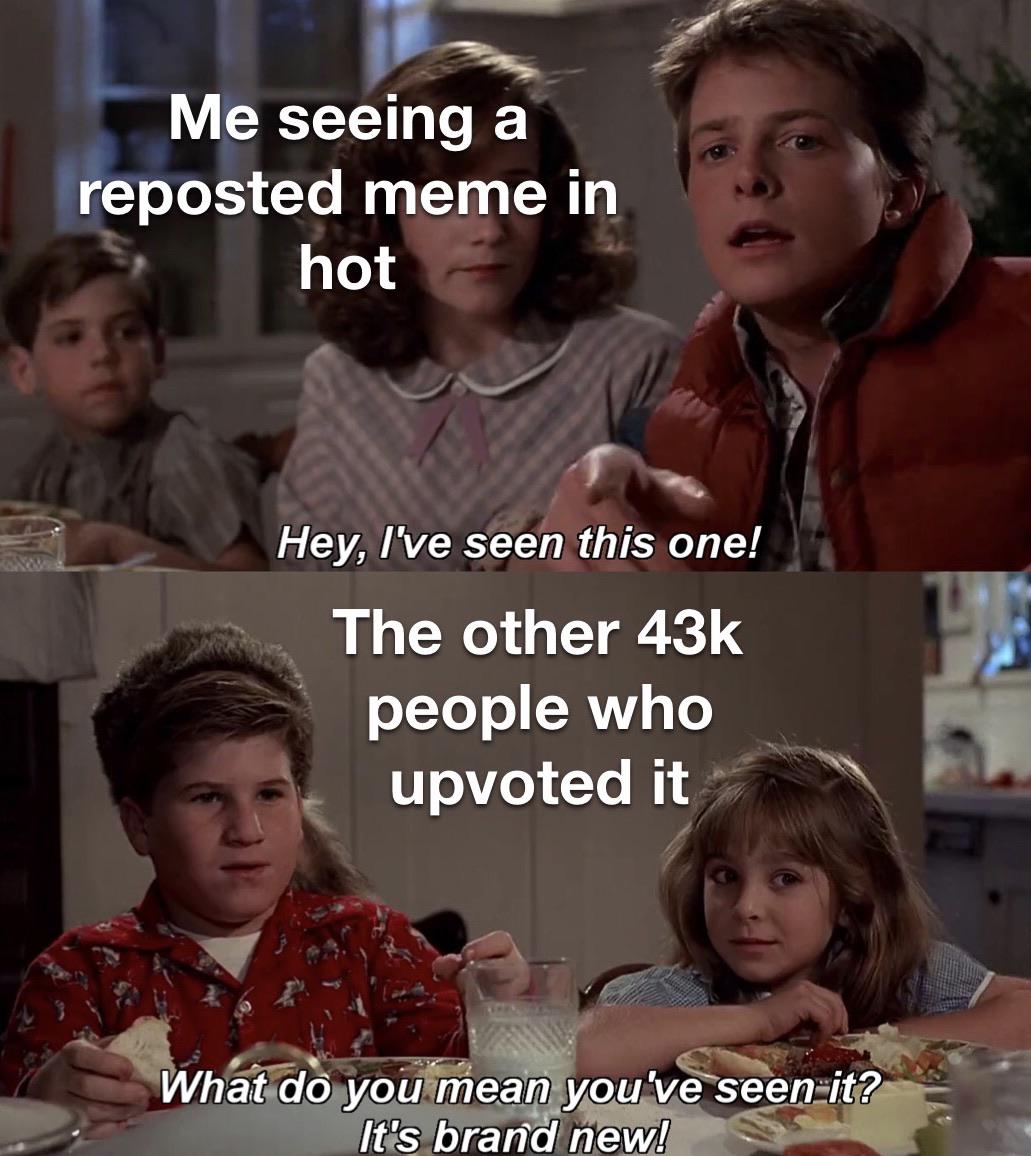 Me seeing a
reposted meme in
hot
Hey, I've seen this one!
The other 43k
people who
upvoted it
What do you mean you've seen it?
It's brand new!